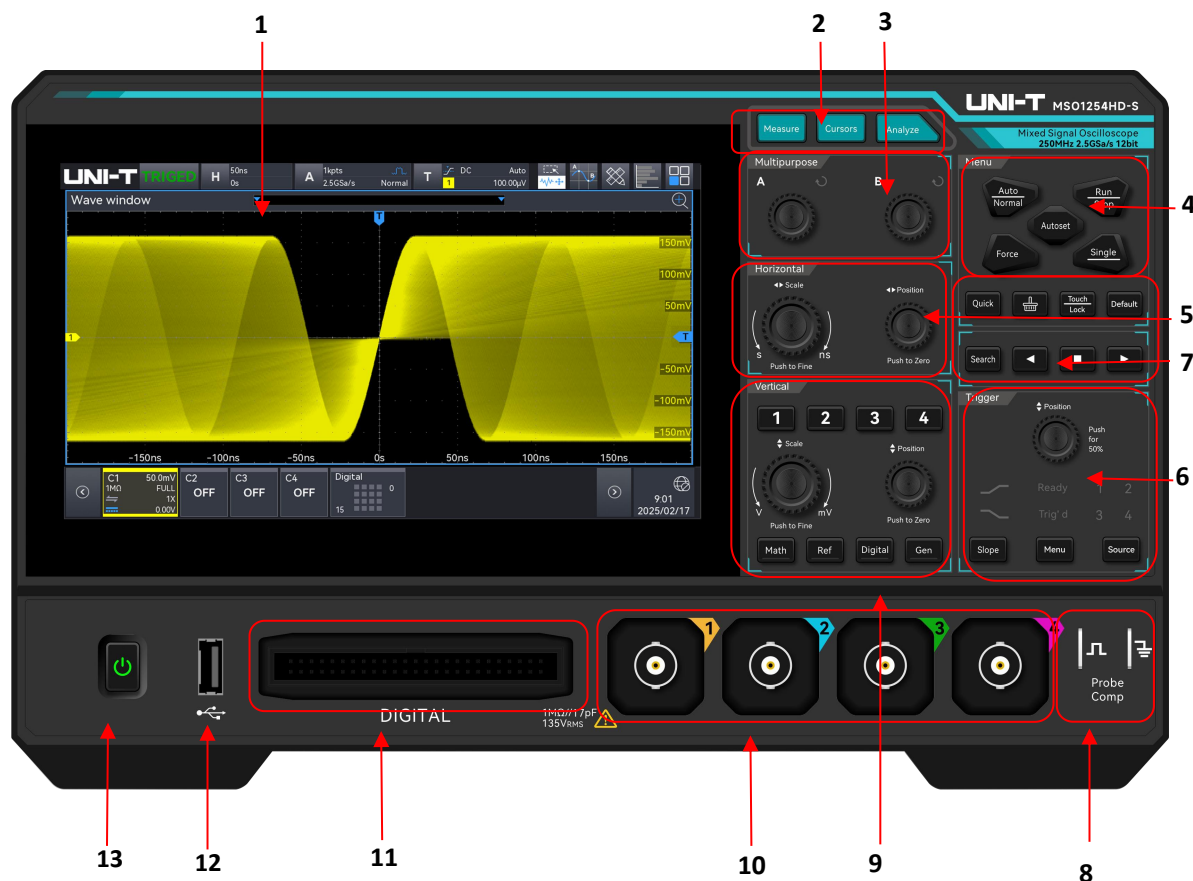 1
2
3
UNI-T MSO1254HD-S
Mixed Signal Oscilloscope
250MHz 2.5GSa/s 12bit
Measure
Cursors
Analyze
Multipurpose
A
B
Menu
Auto
Normal
Run
Stop
Autoset
Force
Single
4
UNI-T
TRIGED
H
50ns
0s
A
1kpts
2.5GSa/s
Normal
T
DC
1
Auto
100.00μV
A
B
Wave window
T
150mV
100mV
50mV
1
T
-50mV
-100mV
-150mV
-150ns
-100ns
-50ns
0s
50ns
100ns
150ns
C1
50.0mV
1MΩ
FULL
1X
0.00V
C2
OFF
C3
OFF
C4
OFF
Digital
0
15
9:01
2025/02/17
Horizontal
Scale
Position
s
ns
Push to Fine
Push to Zero
Quick
Touch
Lock
Default
5
Search
7
Vertical
1
2
3
4
Scale
Position
V
mV
Push to Fine
Push to Zero
Math
Ref
Digital
Gen
Trigger
Position
Push
for
50%
Ready
1
2
Trig' d
3
4
6
Slope
Menu
Source
DIGITAL
1MΩ//17pF
135VRMS
1
2
3
4
Probe
Comp
13
12
11
10
9
8